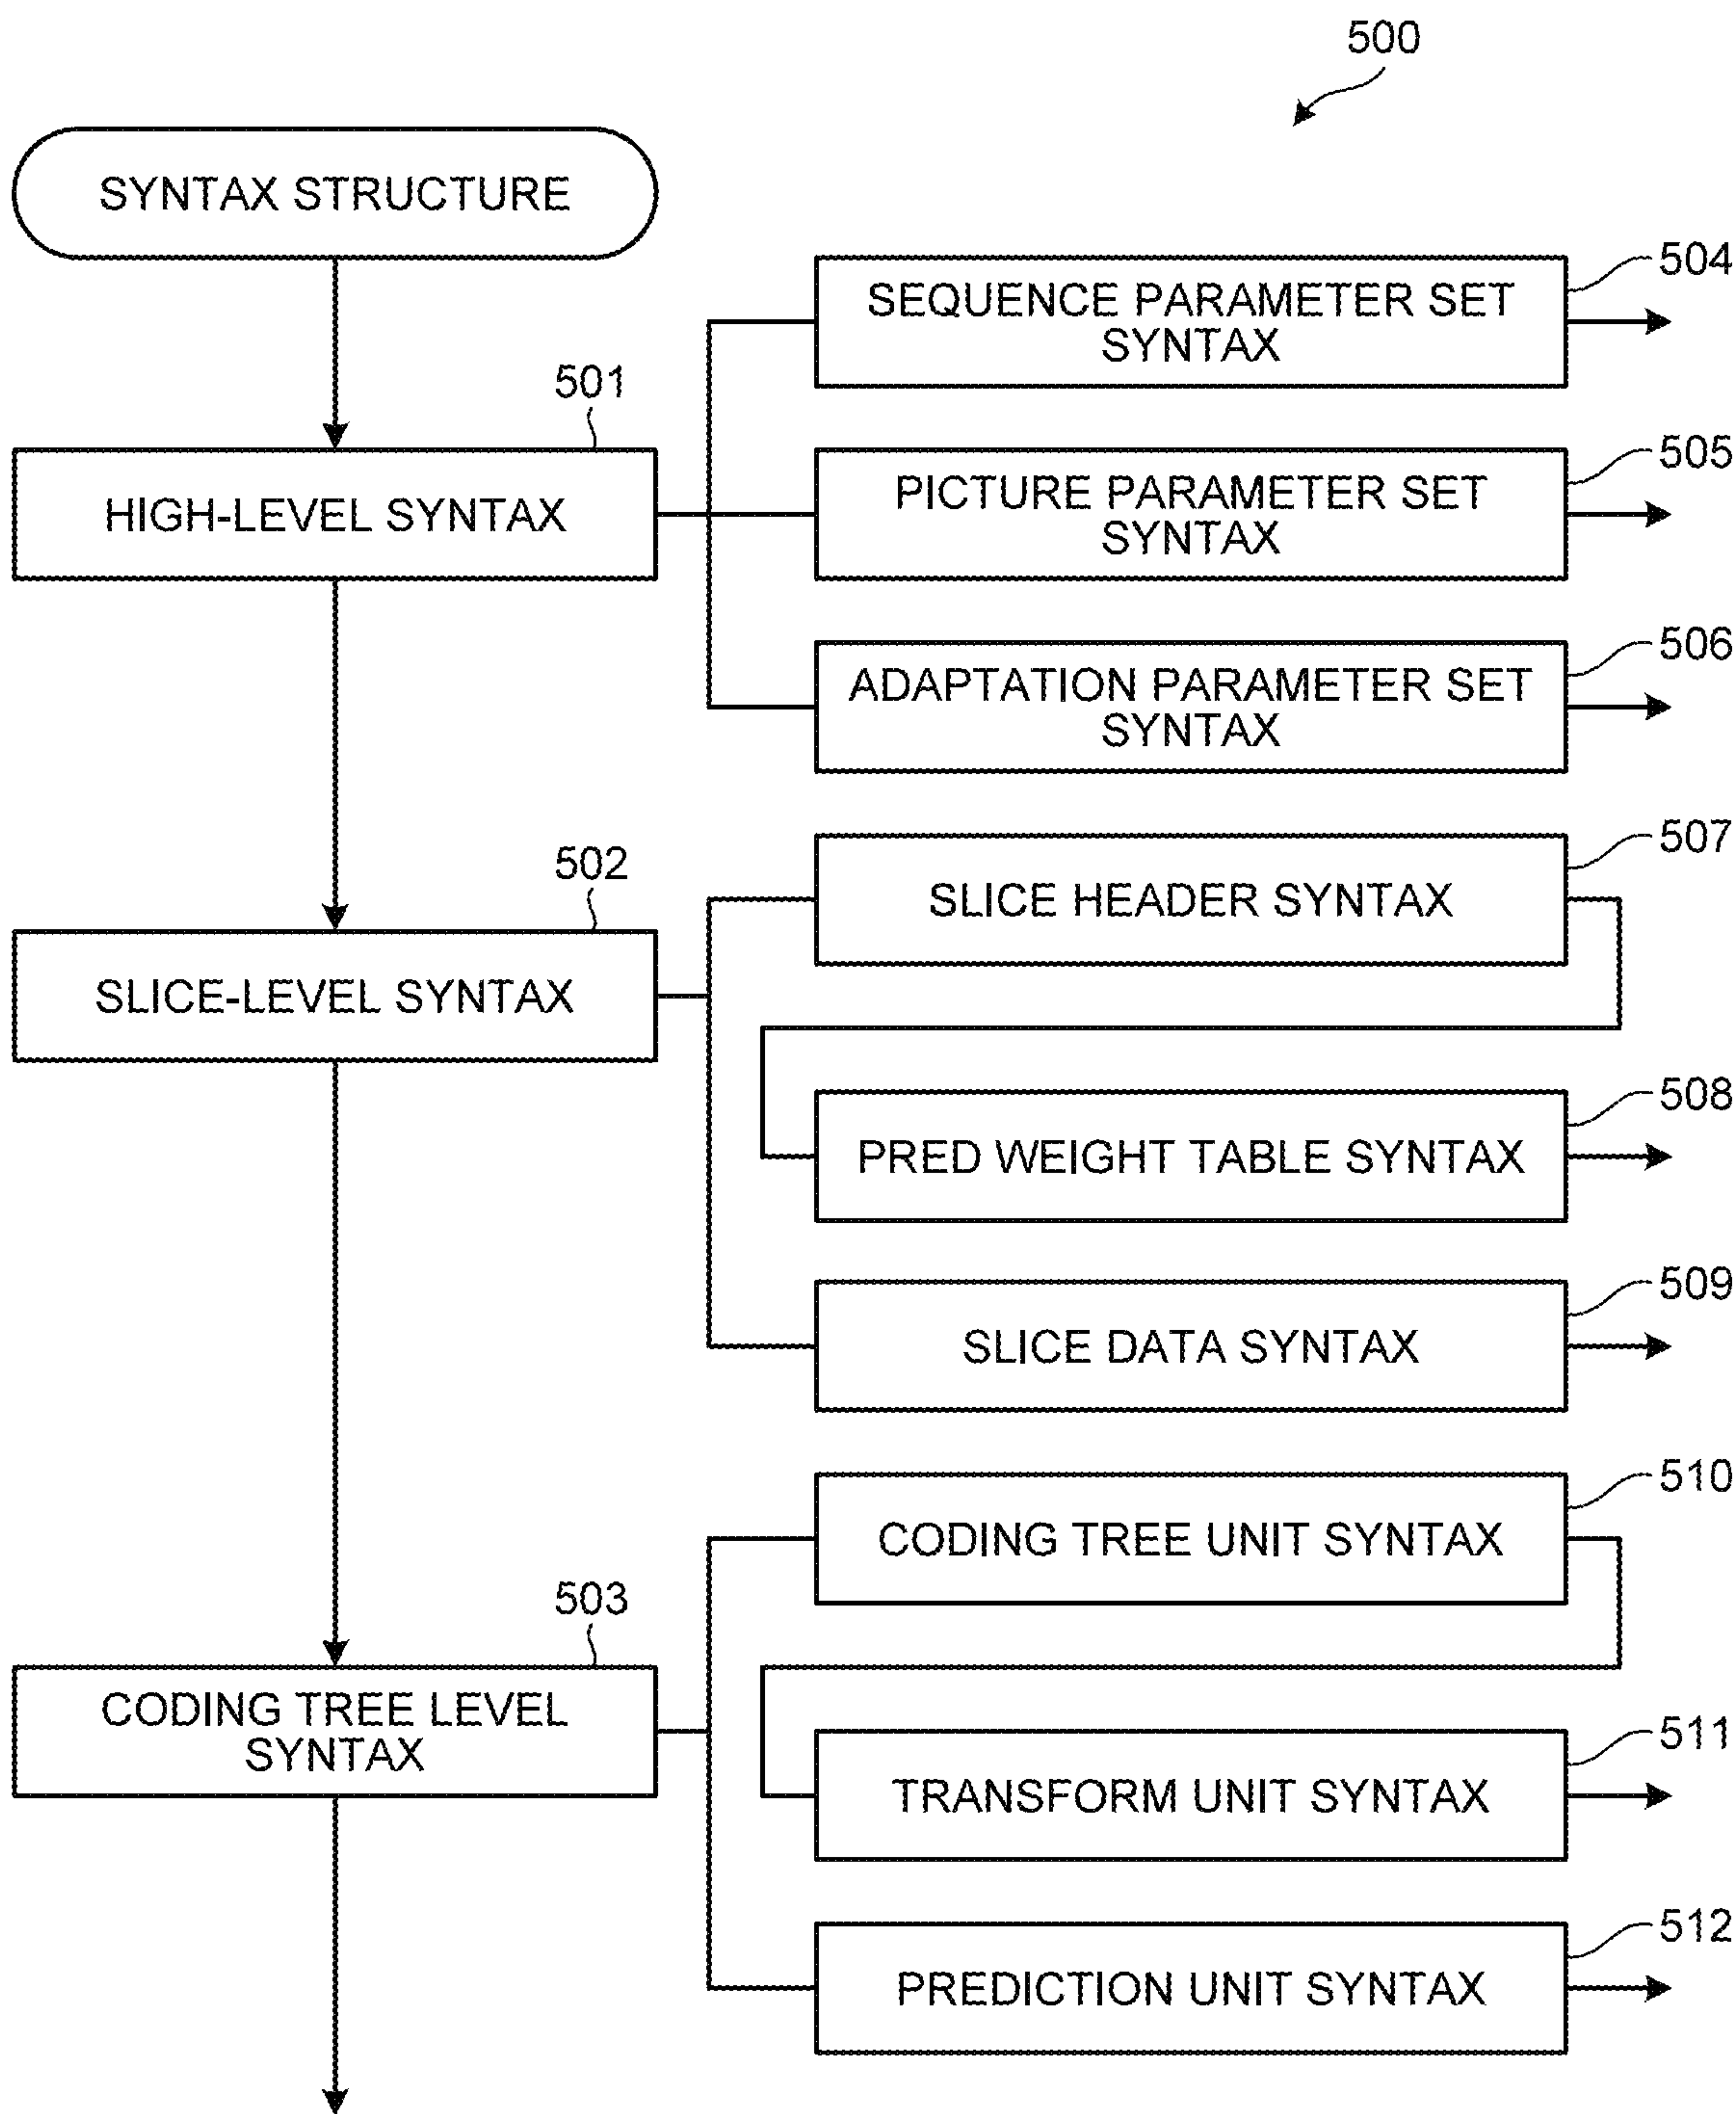 500
SYNTAX STRUCTURE
504
SEQUENCE PARAMETER SET
SYNTAX
501
HIGH-LEVEL SYNTAX
505
PICTURE PARAMETER SET
SYNTAX
506
ADAPTATION PARAMETER SET
SYNTAX
507
SLICE HEADER SYNTAX
502
SLICE-LEVEL SYNTAX
508
PRED WEIGHT TABLE SYNTAX
509
SLICE DATA SYNTAX
510
CODING TREE UNIT SYNTAX
503
CODING TREE LEVEL
SYNTAX
511
TRANSFORM UNIT SYNTAX
512
PREDICTION UNIT SYNTAX